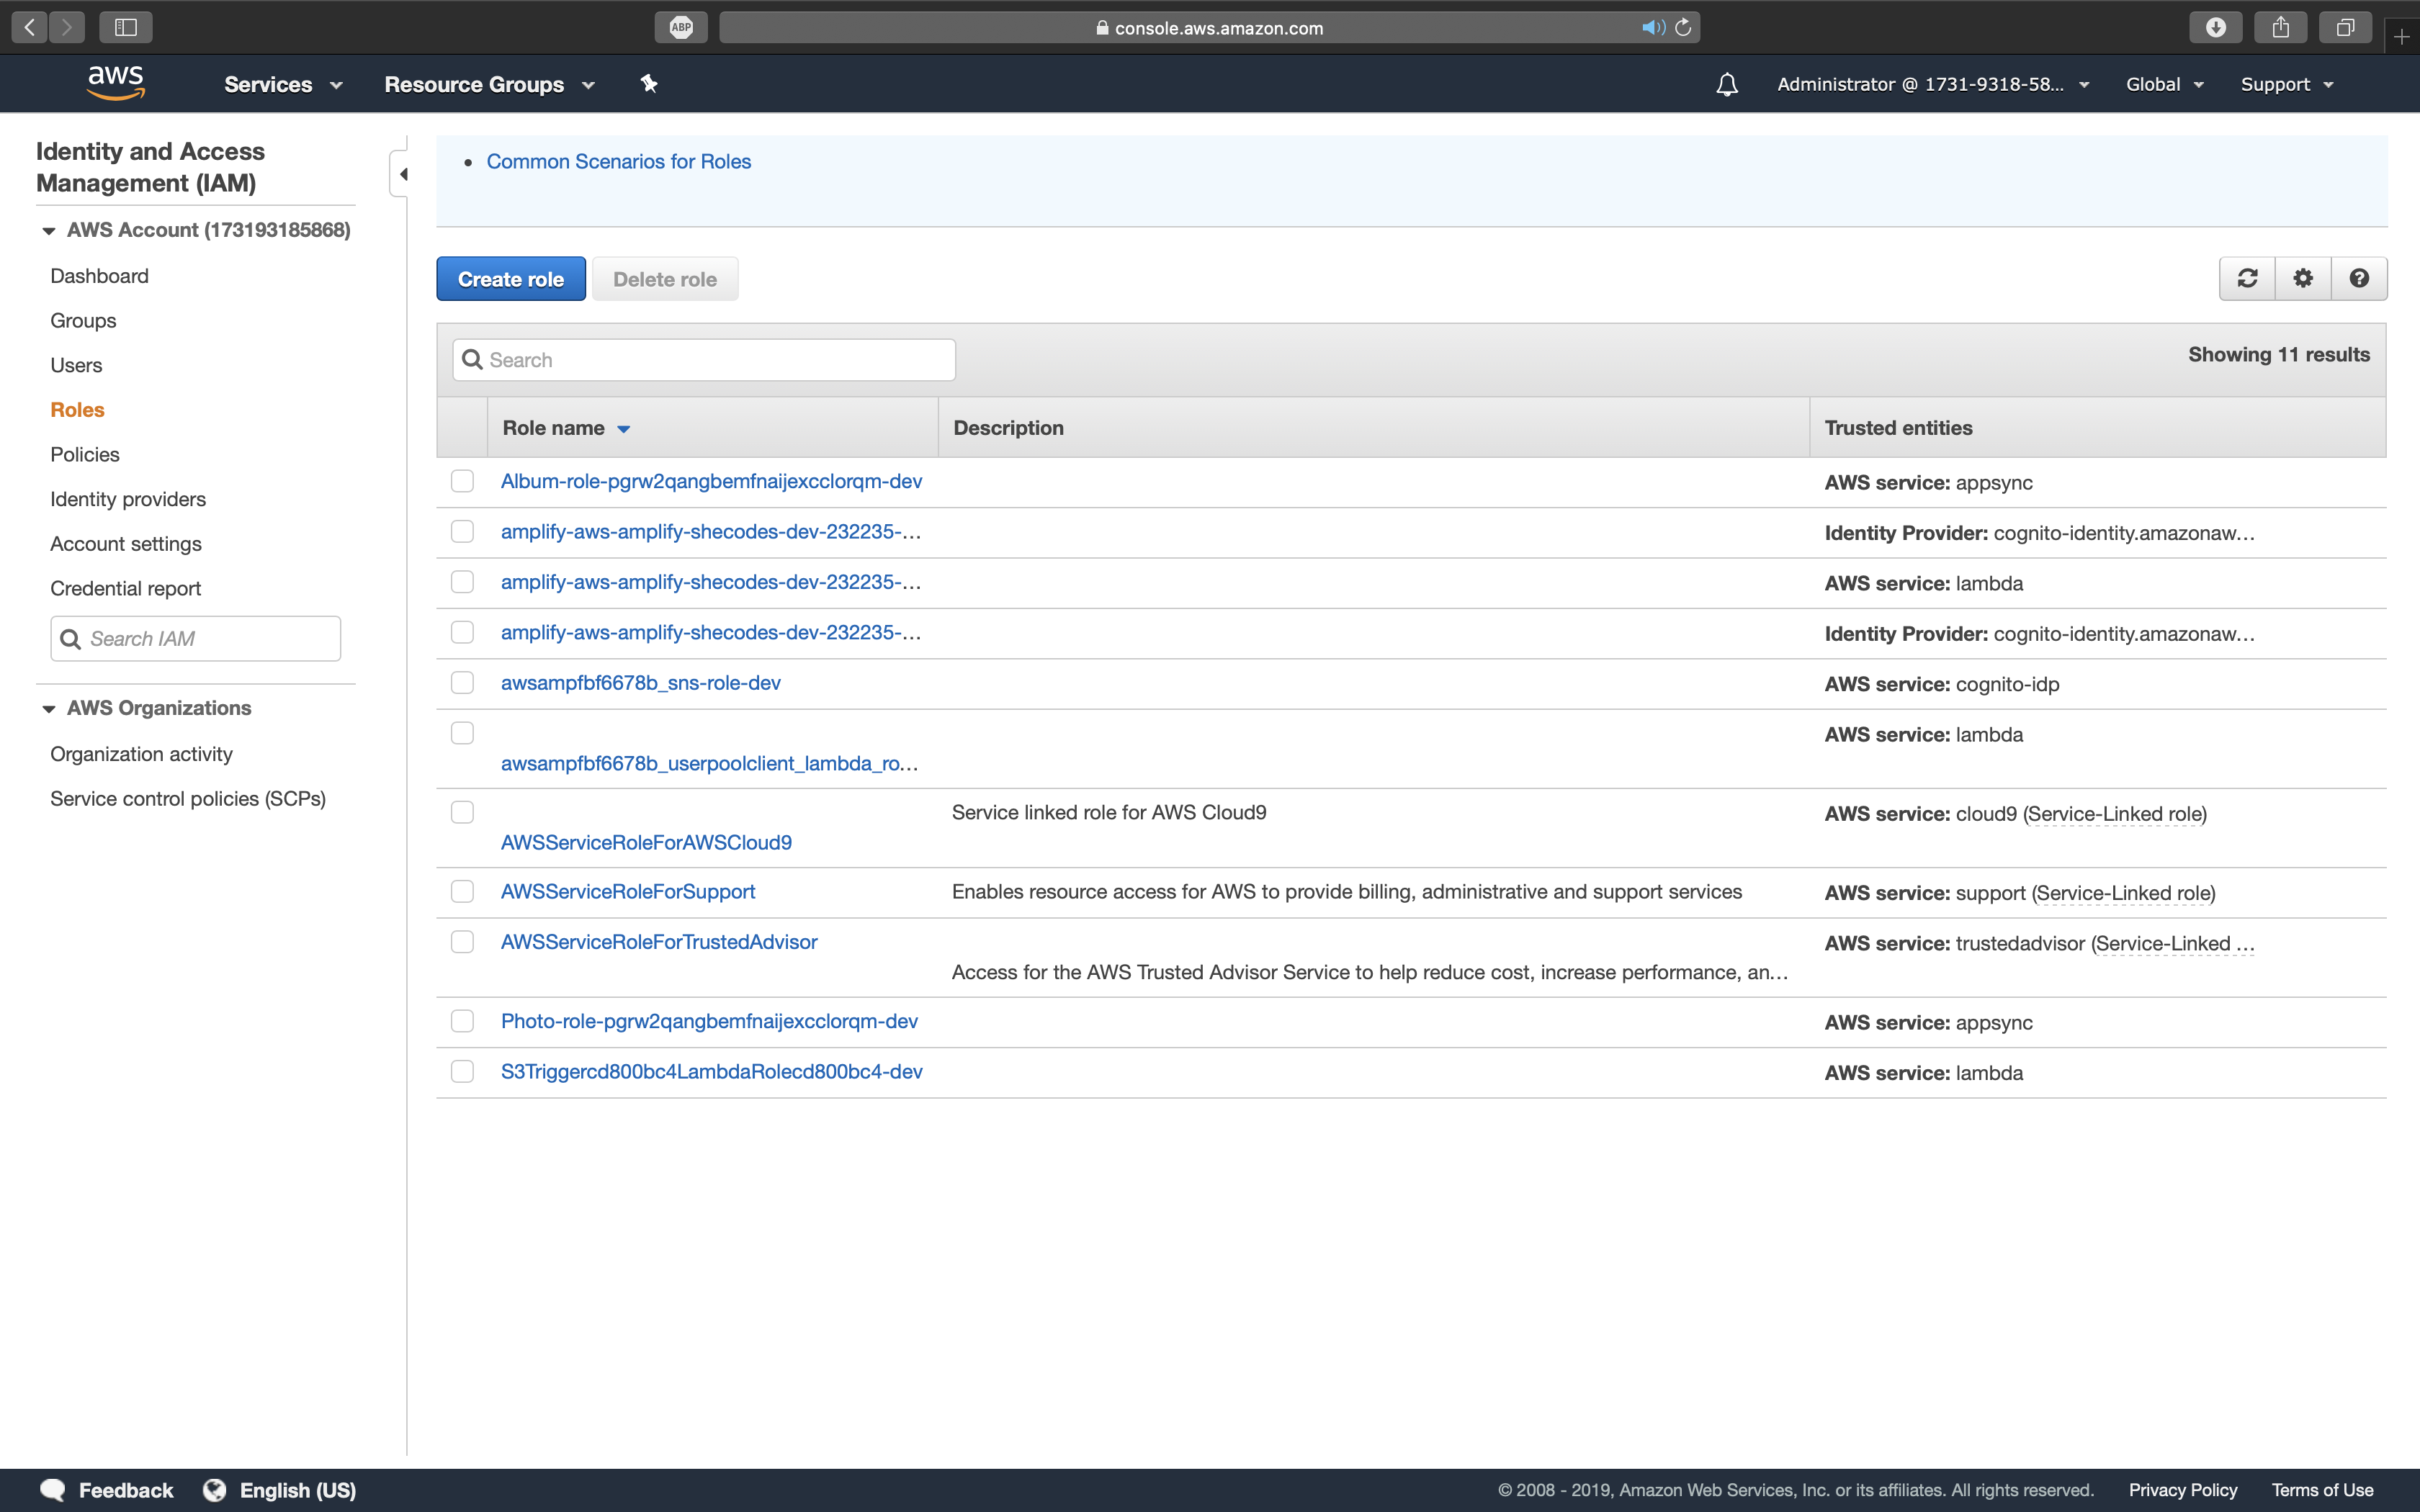 ABP
console.aws.amazon.com
aws
Services
Resource Groups
Administrator @ 1731-9318-58...
Global
Support
Identity and Access
Management (IAM)
AWS Account (173193185868)
Dashboard
Groups
Users
Roles
Policies
Identity providers
Account settings
Credential report
Search IAM
AWS Organizations
Organization activity
Service control policies (SCPs)
• Common Scenarios for Roles
Create role
Delete role
Search
Showing 11 results
Role name
Description
Trusted entities
Album-role-pgrw2qangbemfnaijexcclorqm-dev
AWS service: appsync
amplify-aws-amplify-shecodes-dev-232235-...
Identity Provider: cognito-identity.amazonaw...
amplify-aws-amplify-shecodes-dev-232235-...
AWS service: lambda
amplify-aws-amplify-shecodes-dev-232235-...
Identity Provider: cognito-identity.amazonaw...
awsampfbf6678b_sns-role-dev
AWS service: cognito-idp
awsampfbf6678b_userpoolclient_lambda_ro...
AWS service: lambda
AWSServiceRoleForAWSCloud9
Service linked role for AWS Cloud9
AWS service: cloud9 (Service-Linked role)
AWSServiceRoleForSupport
Enables resource access for AWS to provide billing, administrative and support services
AWS service: support (Service-Linked role)
AWSServiceRoleForTrustedAdvisor
Access for the AWS Trusted Advisor Service to help reduce cost, increase performance, an...
AWS service: trustedadvisor (Service-Linked ...
Photo-role-pgrw2qangbemfnaijexcclorqm-dev
AWS service: appsync
S3Triggercd800bc4LambdaRolecd800bc4-dev
AWS service: lambda
Feedback
English (US)
© 2008 - 2019, Amazon Web Services, Inc. or its affiliates. All rights reserved.
Privacy Policy
Terms of Use